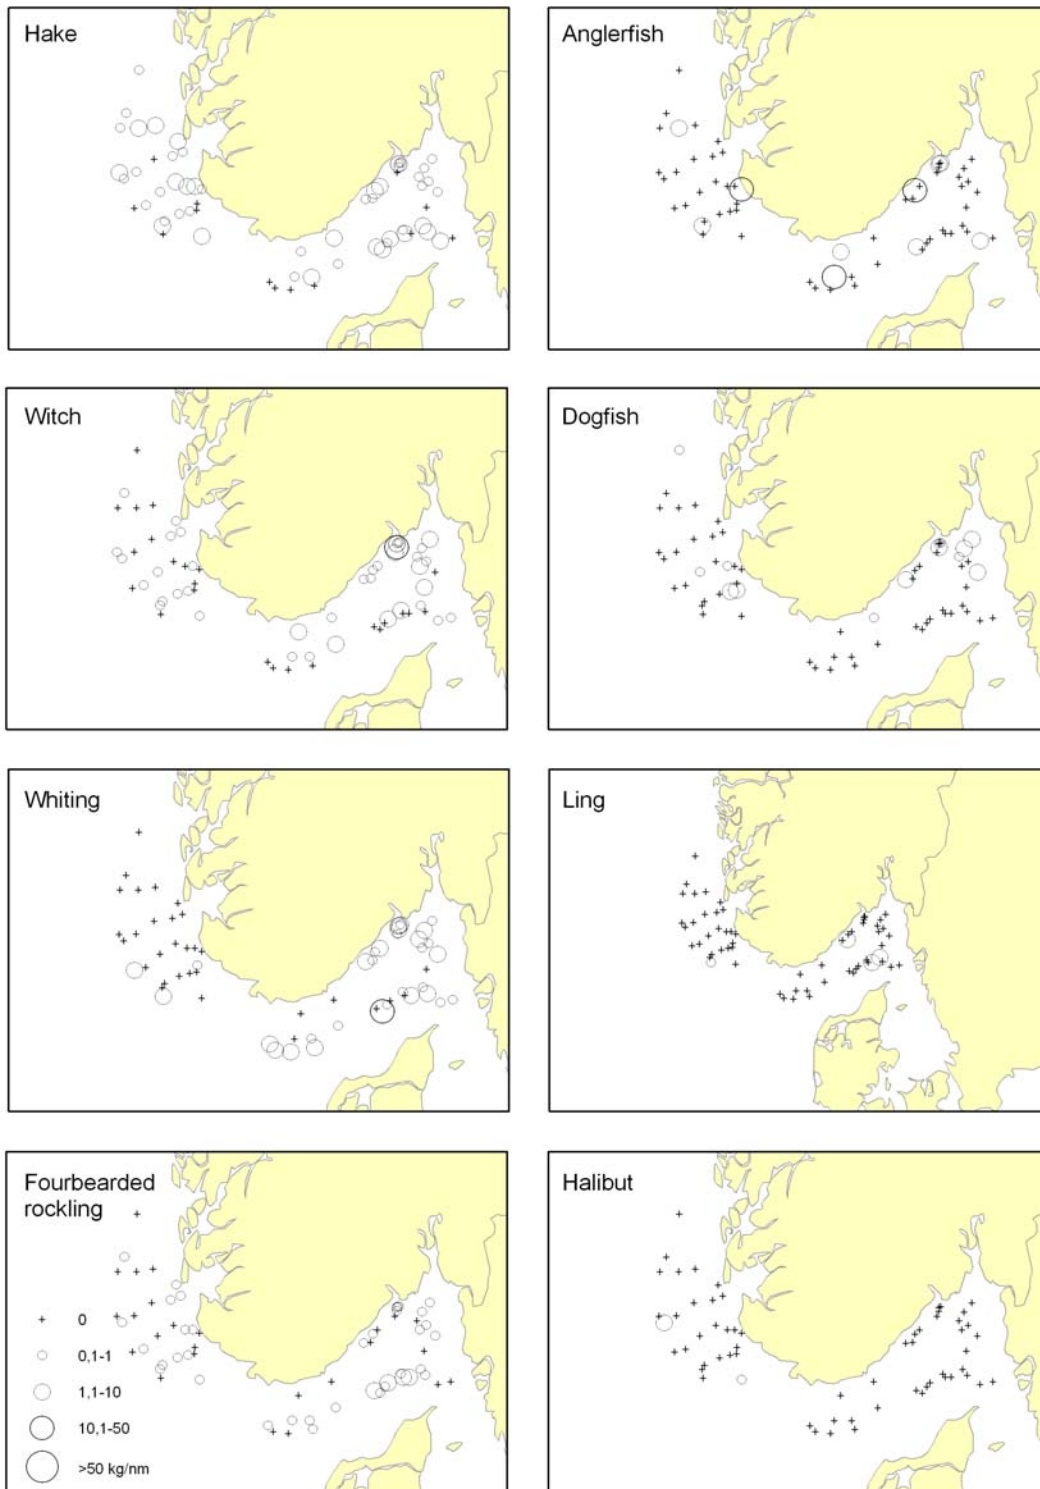 Hake
Anglerfish
Witch
Dogfish
Whiting
Ling
Fourbearded
rockling
0
0,1-1
1,1-10
10,1-50
>50 kg/nm
Halibut